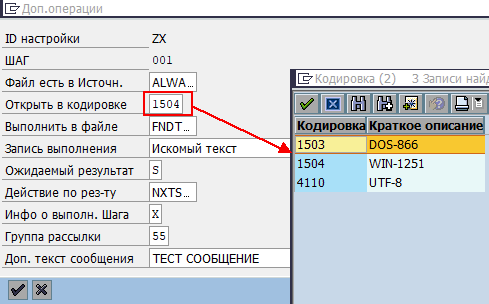 Доп.операции
ID настройки ZX
ШАГ 001
Файл есть в Источн. ALWA...
Открыть в кодировке 1504
Выполнить в файле FNDT...
Запись выполнения Искомый текст
Ожидаемый результат S
Действие по рез-ту NXTS...
Инфо о выполн. Шага X
Группа рассылки 55
Доп. текст сообщения ТЕСТ СООБЩЕНИЕ
Кодировка (2) 3 Записи най
Кодировка Краткое описание
1503 DOS-866
1504 WIN-1251
4110 UTF-8